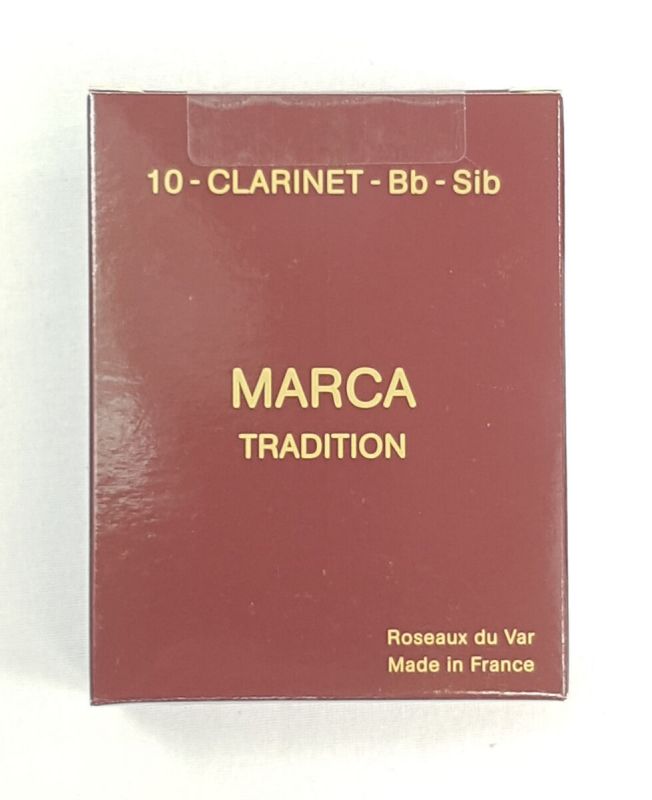 10 - CLARINET - Bb - Sib
MARCA
TRADITION
Roseaux du Var
Made in France